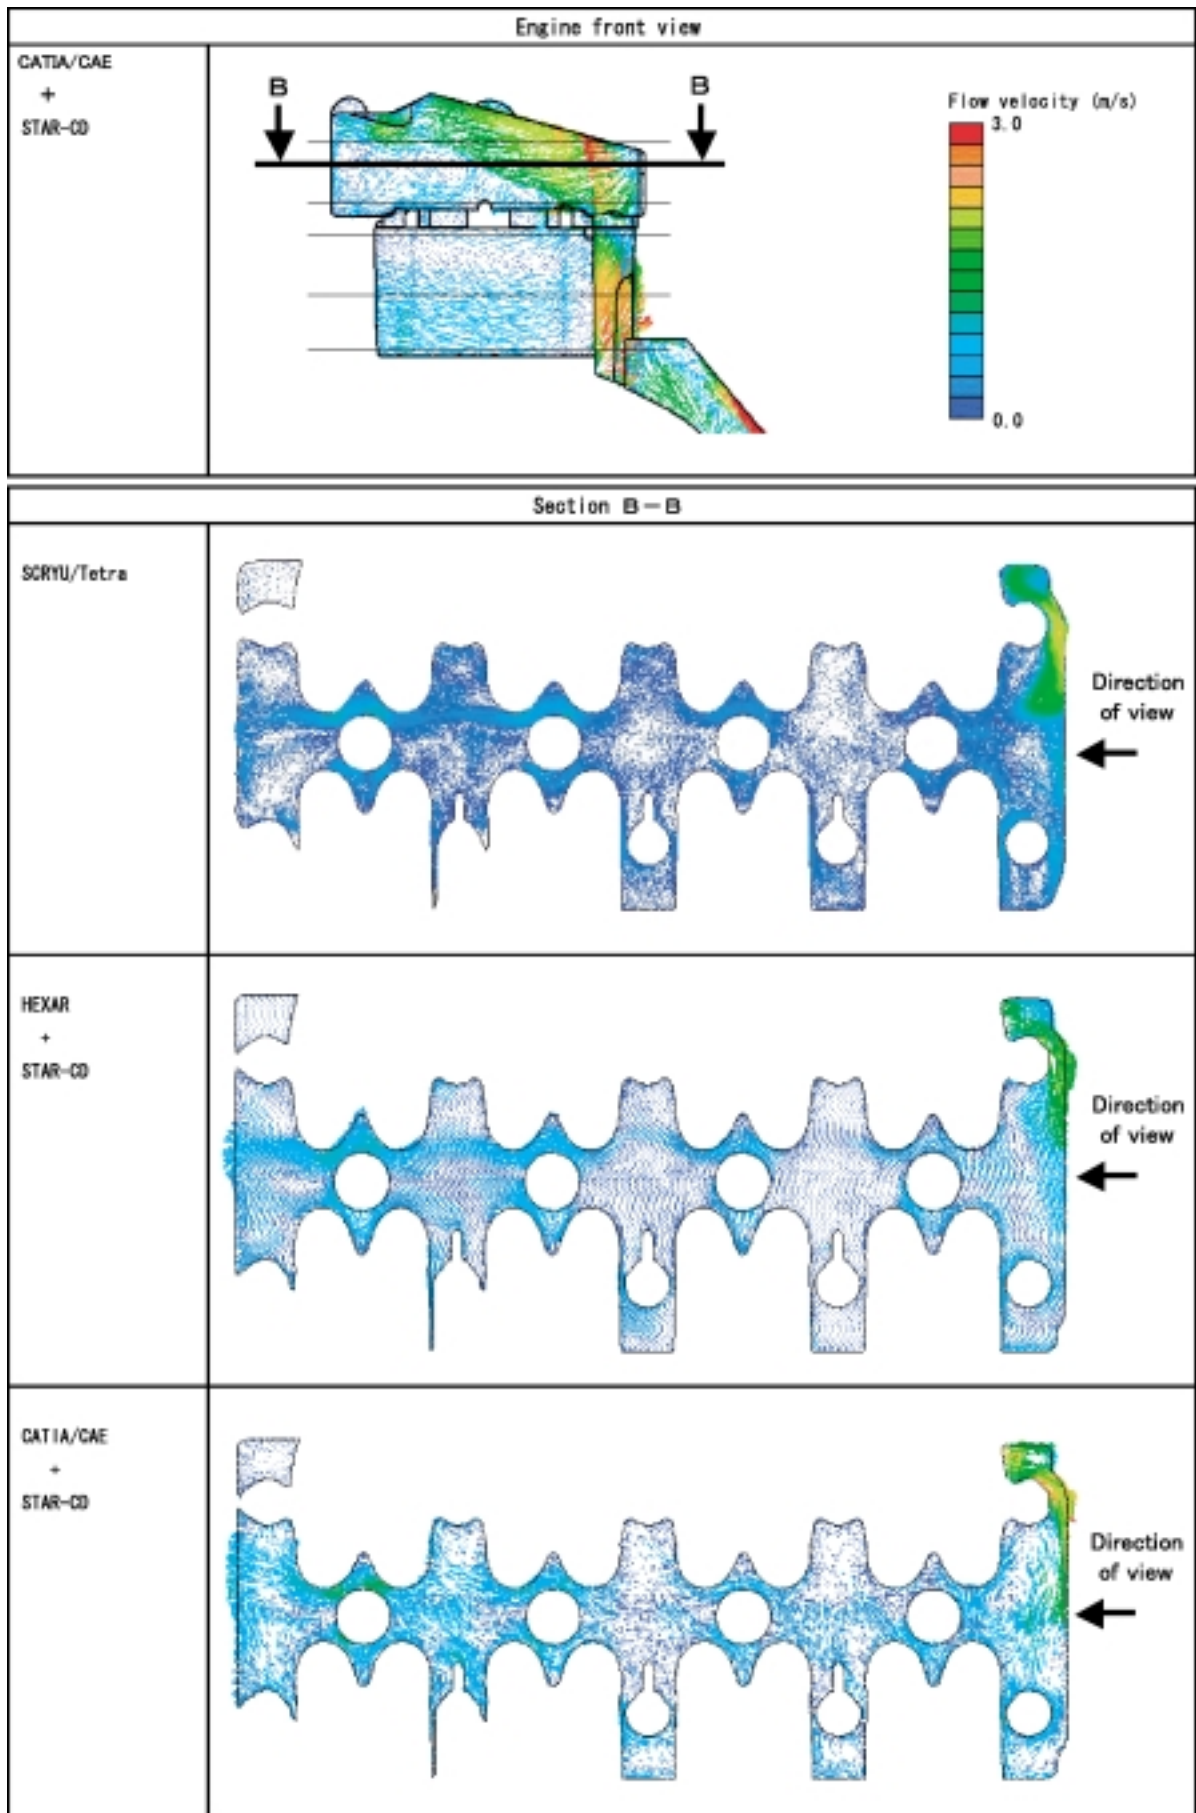 Engine front view
CATIA/CAE
+
STAR-CD
B
B
Flow velocity (m/s)
3.0
0.0
Section B-B
SCRYU/Tetra
Direction
of view
HEXAR
+
STAR-CD
Direction
of view
CATIA/CAE
+
STAR-CD
Direction
of view